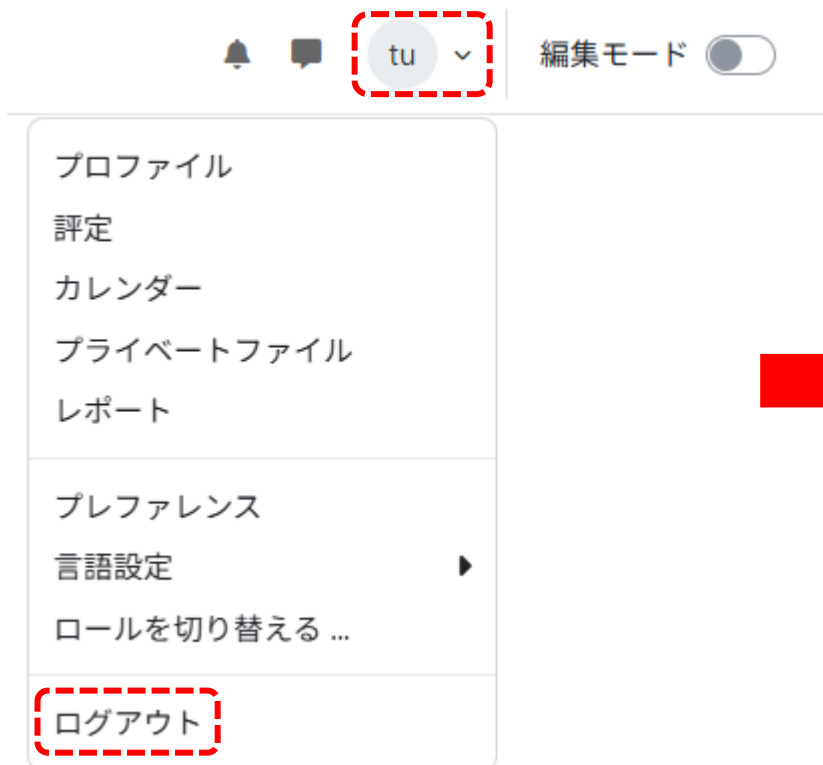 tu 編集モード
プロファイル
評定
カレンダー
プライベートファイル
レポート
プレファレンス
言語設定
ロールを切り替える ...
ログアウト